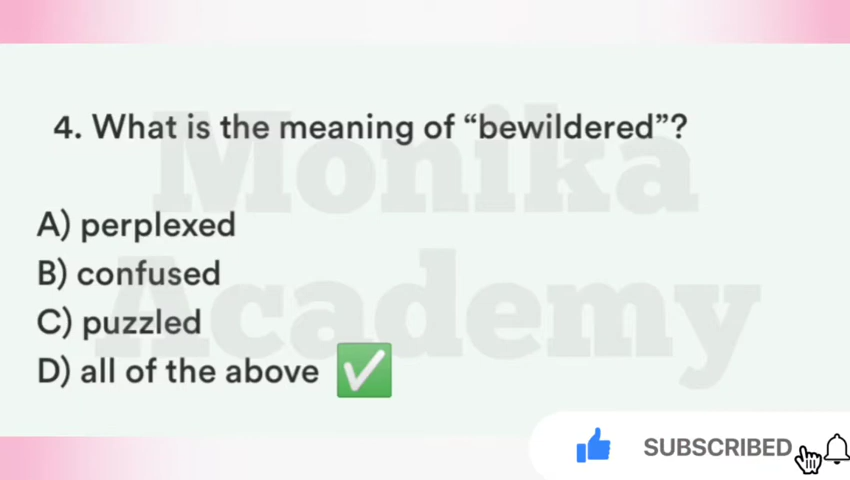 4. What is the meaning of “bewildered”?
Monika
Academy
A) perplexed
B) confused
C) puzzled
D) all of the above
SUBSCRIBED